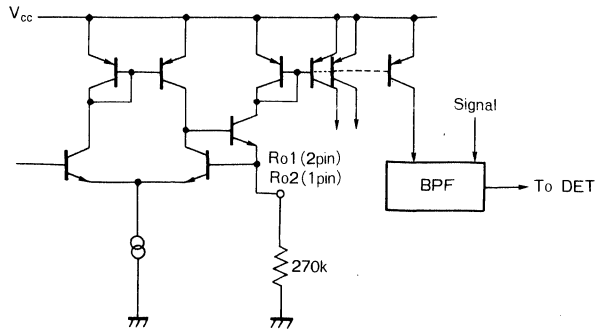 Vcc
Signal
Ro1(2pin)
Ro2(1pin)
BPF
To DET
270k